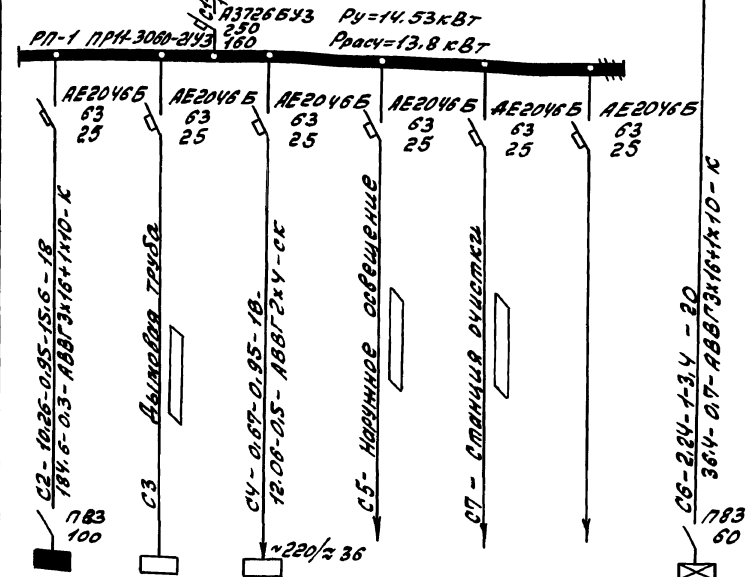 А3726БУЗ
250
160
Ру=14.53кВт
Ррасч=13,8 кВт
РП-1 ПР11-3060-21УЗ
АЕ2046Б
63
25
АЕ2046Б
63
25
АЕ2046Б
63
25
АЕ2046Б
63
25
АЕ2046Б
63
25
АЕ2046Б
63
25
С2-10.26-0.95-15.6-18
184.6-0.3-АВВГ3х16+1х10-К
С3 Дымовая труба
С4-0.67-0.95-18-
12.06-0.5-АВВГ2х4-СК
С5- Наружное освещение
С7 - Станция очистки
С6-2,24-1-3,4 -20
36.4-0.7-АВВГ3х16+1х10-К
ПВ3
100
~220/~36
ПВ3
60